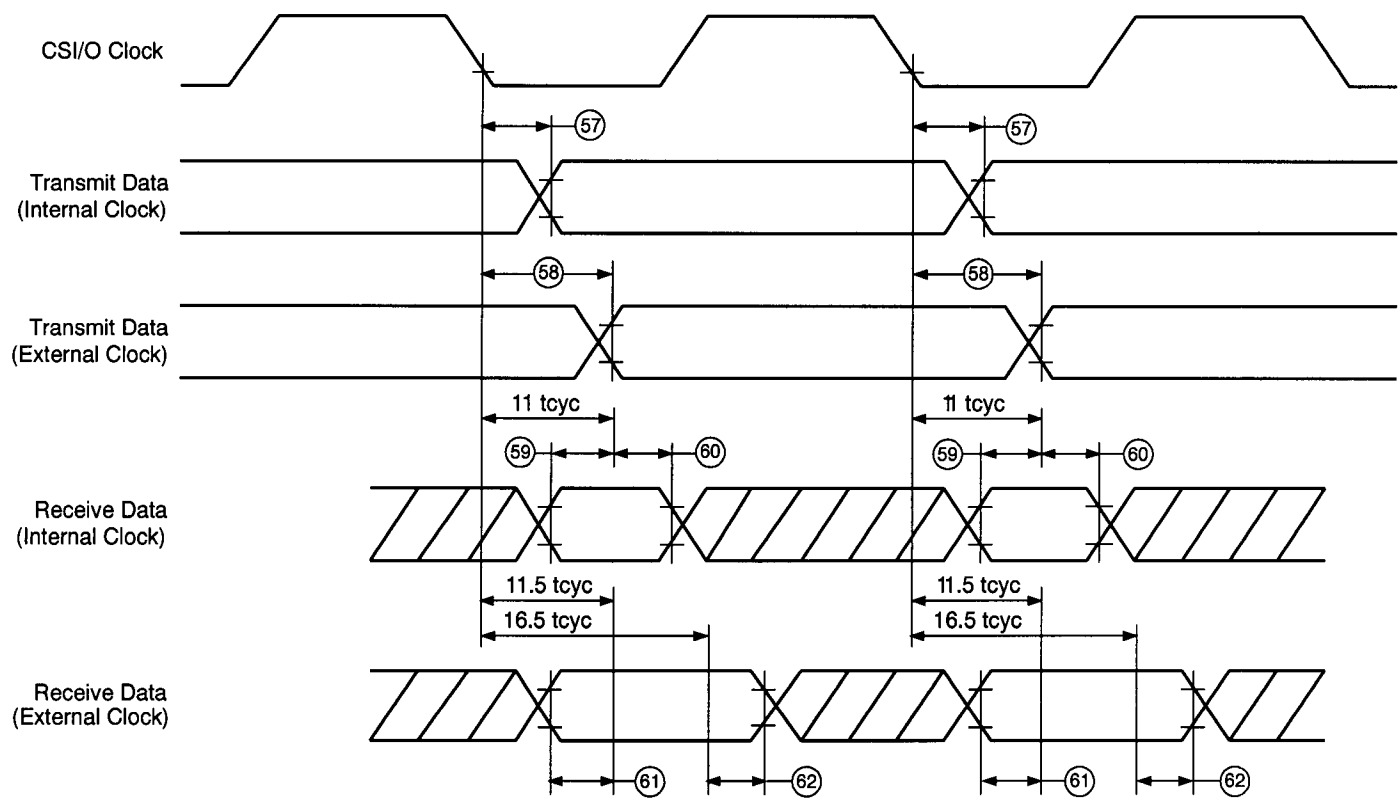 CSI/O Clock
57
57
Transmit Data
(Internal Clock)
58
58
Transmit Data
(External Clock)
11 tcyc
11 tcyc
59
60
59
60
Receive Data
(Internal Clock)
11.5 tcyc
11.5 tcyc
16.5 tcyc
16.5 tcyc
Receive Data
(External Clock)
61
62
61
62